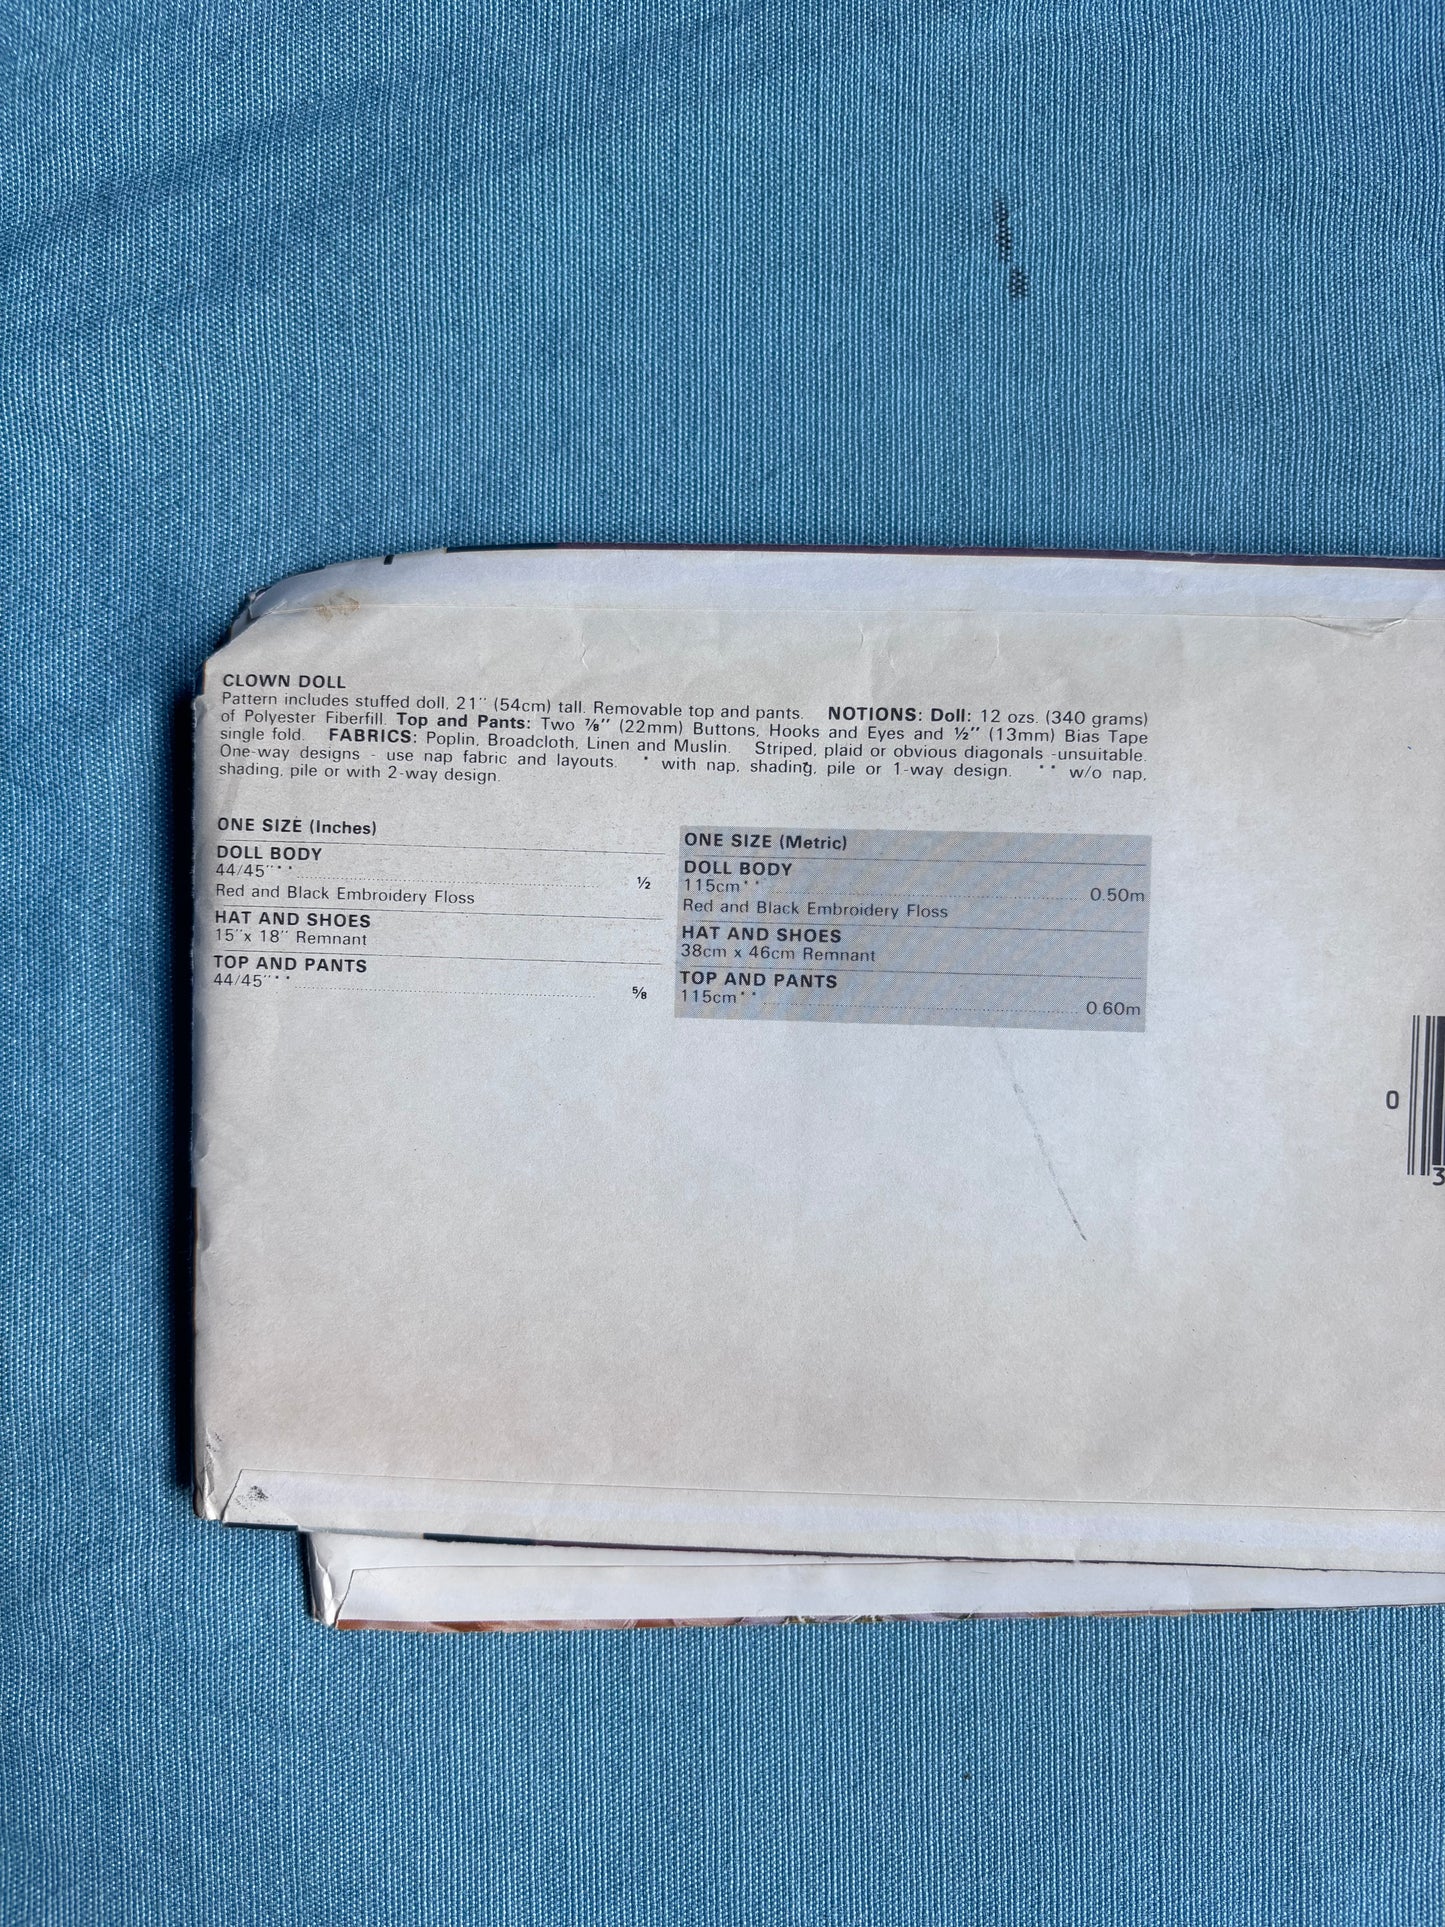 CLOWN DOLL
Pattern includes stuffed doll, 21'' (54cm) tall. Removable top and pants. NOTIONS: Doll: 12 ozs. (340 grams)
of Polyester Fiberfill. Top and Pants: Two ⅞'' (22mm) Buttons, Hooks and Eyes and ½'' (13mm) Bias Tape
single fold. FABRICS: Poplin, Broadcloth, Linen and Muslin. Striped, plaid or obvious diagonals -unsuitable.
One-way designs - use nap fabric and layouts. * with nap, shading, pile or 1-way design. ** w/o nap,
shading, pile or with 2-way design.
ONE SIZE (Inches)
DOLL BODY
44/45''** ½
Red and Black Embroidery Floss
HAT AND SHOES
15''x 18'' Remnant
TOP AND PANTS
44/45''** ⅝
ONE SIZE (Metric)
DOLL BODY
115cm** 0.50m
Red and Black Embroidery Floss
HAT AND SHOES
38cm x 46cm Remnant
TOP AND PANTS
115cm** 0.60m
0
3